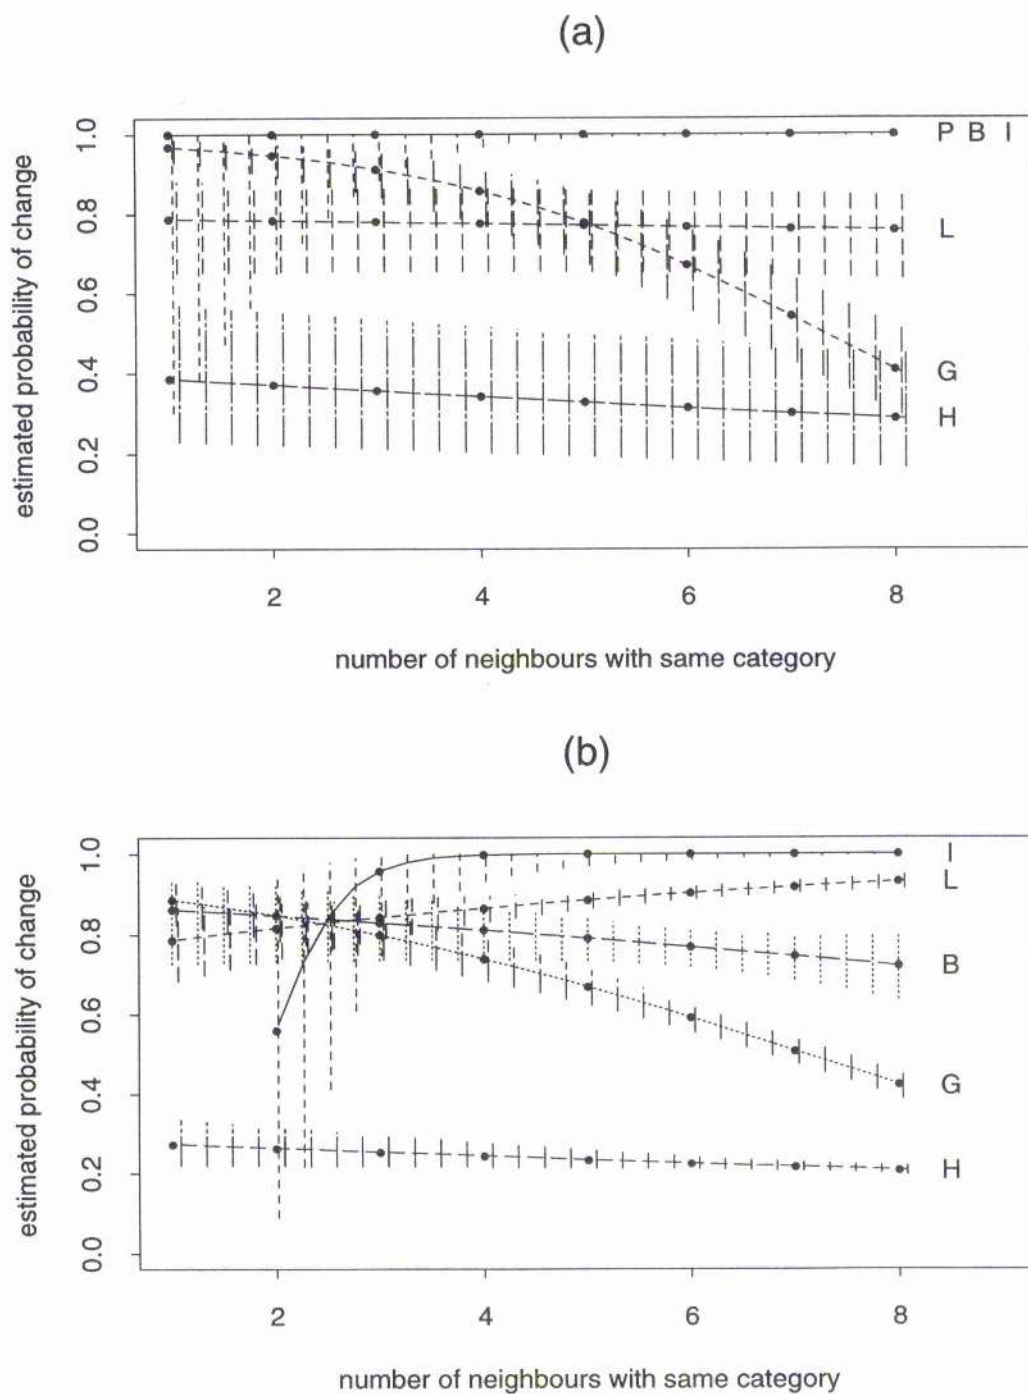 (a)
estimated probability of change
1.0
0.8
0.6
0.4
0.2
0.0
P B I
L
G
H
2 4 6 8
number of neighbours with same category
(b)
estimated probability of change
1.0
0.8
0.6
0.4
0.2
0.0
I
L
B
G
H
2 4 6 8
number of neighbours with same category